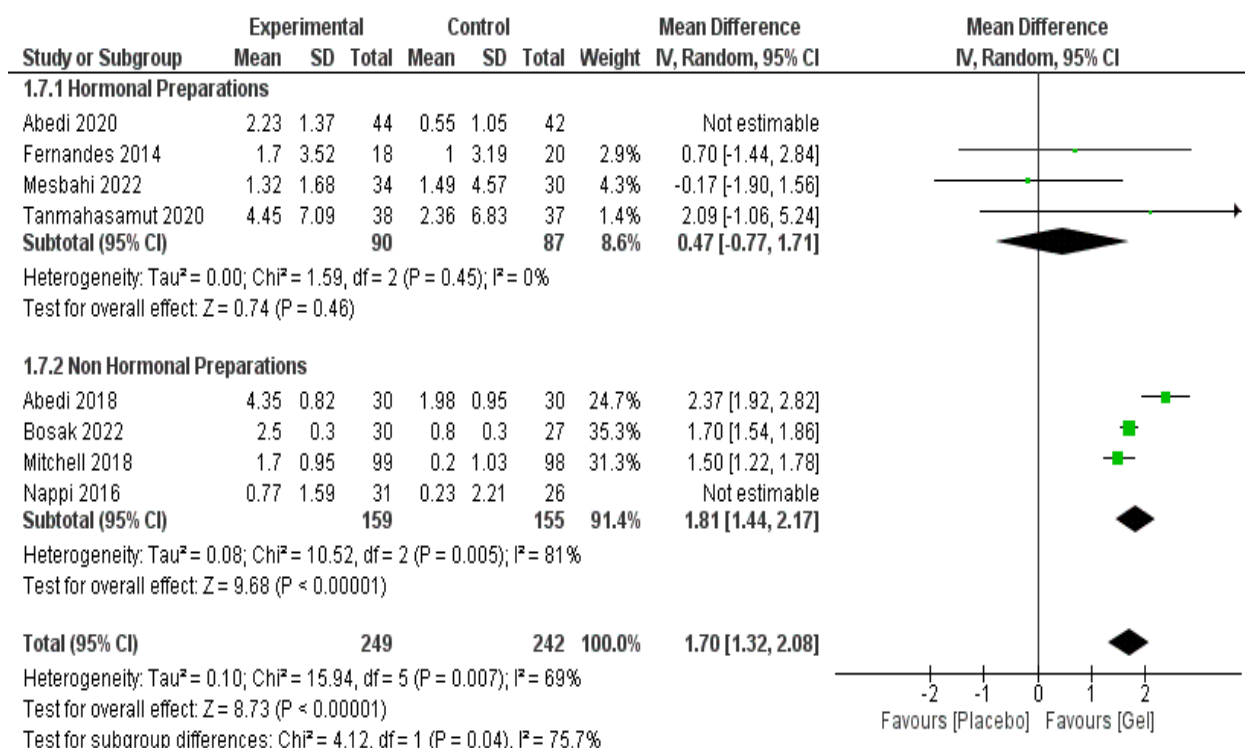 Experimental Control Mean Difference Mean Difference
Study or Subgroup Mean SD Total Mean SD Total Weight IV, Random, 95% CI IV, Random, 95% CI
1.7.1 Hormonal Preparations
Abedi 2020 2.23 1.37 44 0.55 1.05 42 Not estimable
Fernandes 2014 1.7 3.52 18 1 3.19 20 2.9% 0.70 [-1.44, 2.84]
Mesbahi 2022 1.32 1.68 34 1.49 4.57 30 4.3% -0.17 [-1.90, 1.56]
Tanmahasamut 2020 4.45 7.09 38 2.36 6.83 37 1.4% 2.09 [-1.06, 5.24]
Subtotal (95% CI) 90 87 8.6% 0.47 [-0.77, 1.71]
Heterogeneity: Tau² = 0.00; Chi² = 1.59, df = 2 (P = 0.45); I² = 0%
Test for overall effect: Z = 0.74 (P = 0.46)
1.7.2 Non Hormonal Preparations
Abedi 2018 4.35 0.82 30 1.98 0.95 30 24.7% 2.37 [1.92, 2.82]
Bosak 2022 2.5 0.3 30 0.8 0.3 27 35.3% 1.70 [1.54, 1.86]
Mitchell 2018 1.7 0.95 99 0.2 1.03 98 31.3% 1.50 [1.22, 1.78]
Nappi 2016 0.77 1.59 31 0.23 2.21 26 Not estimable
Subtotal (95% CI) 159 155 91.4% 1.81 [1.44, 2.17]
Heterogeneity: Tau² = 0.08; Chi² = 10.52, df = 2 (P = 0.005); I² = 81%
Test for overall effect: Z = 9.68 (P < 0.00001)
Total (95% CI) 249 242 100.0% 1.70 [1.32, 2.08]
Heterogeneity: Tau² = 0.10; Chi² = 15.94, df = 5 (P = 0.007); I² = 69%
Test for overall effect: Z = 8.73 (P < 0.00001)
Test for subgroup differences: Chi² = 4.12, df = 1 (P = 0.04), I² = 75.7%
-2 -1 0 1 2
Favours [Placebo] Favours [Gel]